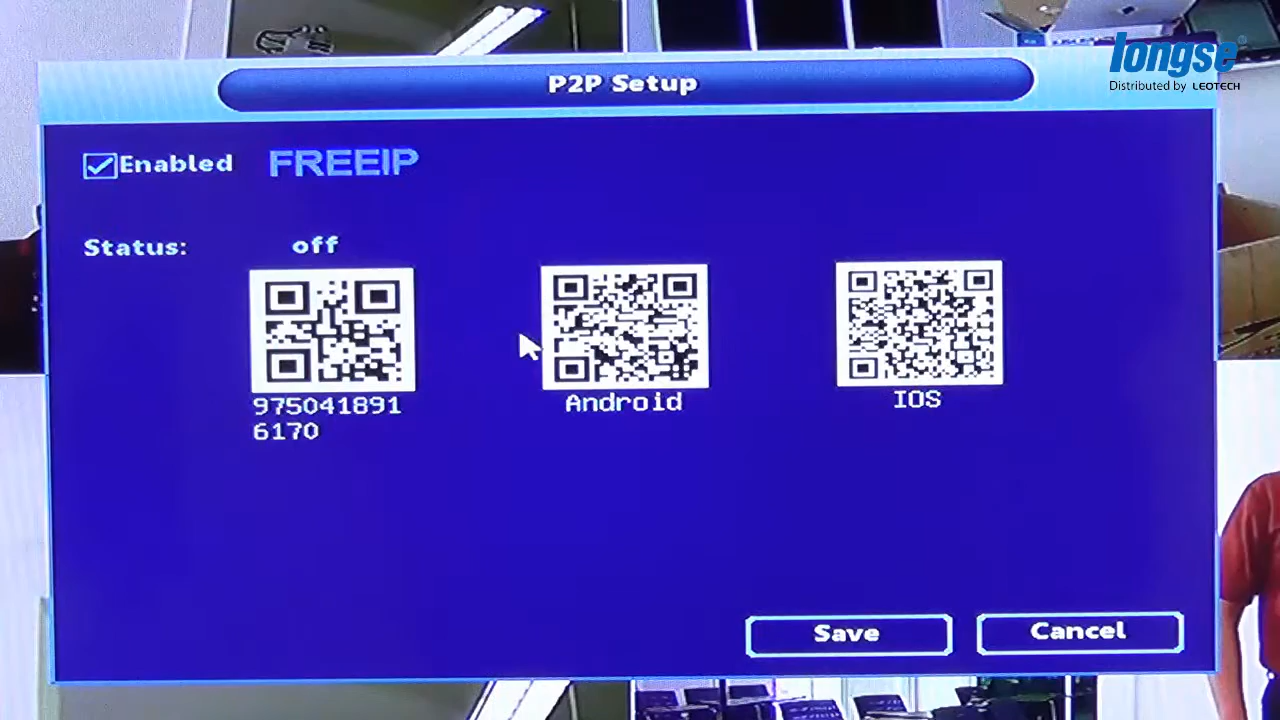 longse
Distributed by LEOTECH
P2P Setup
Enabled FREEIP
Status: off
975041891
6170
Android
IOS
Save Cancel